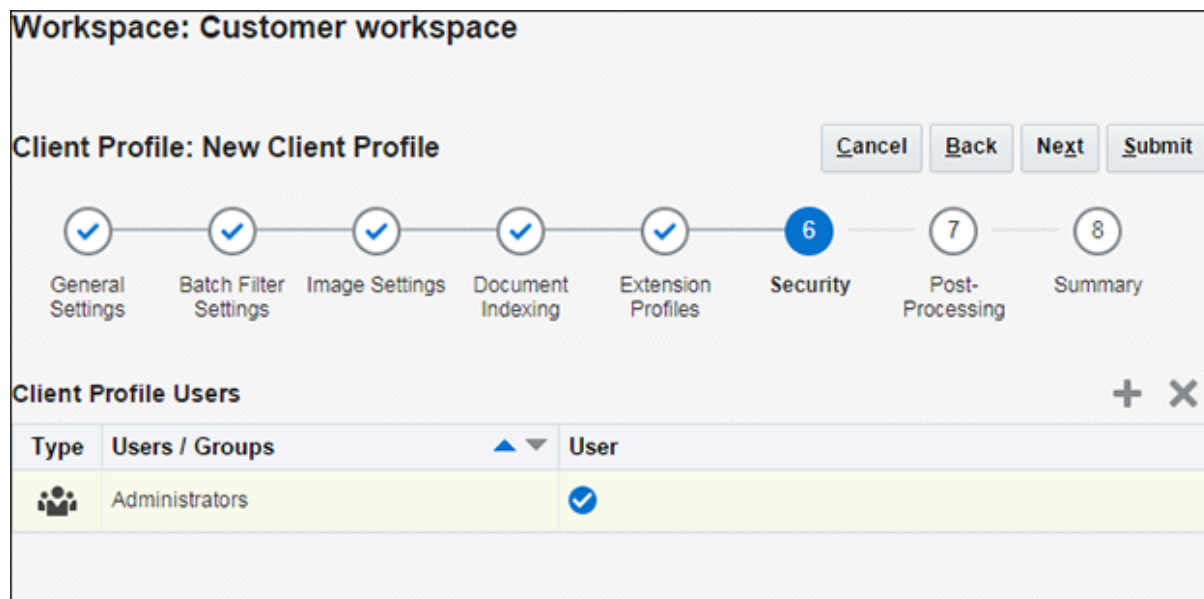 Workspace: Customer workspace
Client Profile: New Client Profile
Cancel Back Next Submit
6 7 8
General Settings
Batch Filter Settings
Image Settings
Document Indexing
Extension Profiles
Security
Post-Processing
Summary
Client Profile Users
Type Users / Groups User
Administrators